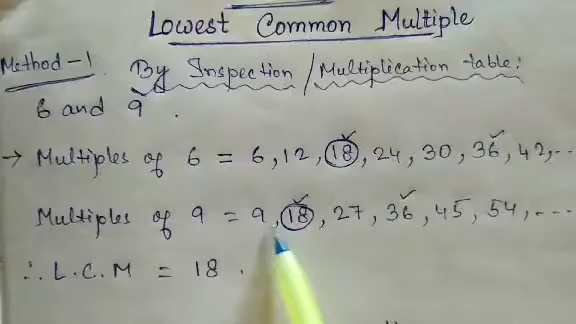 Lowest Common Multiple
Method-1. By Inspection/Multiplication table:
6 and 9.
→ Multiples of 6 = 6, 12, 18, 24, 30, 36, 42,...
Multiples of 9 = 9, 18, 27, 36, 45, 54, ....
∴ L.C.M = 18.